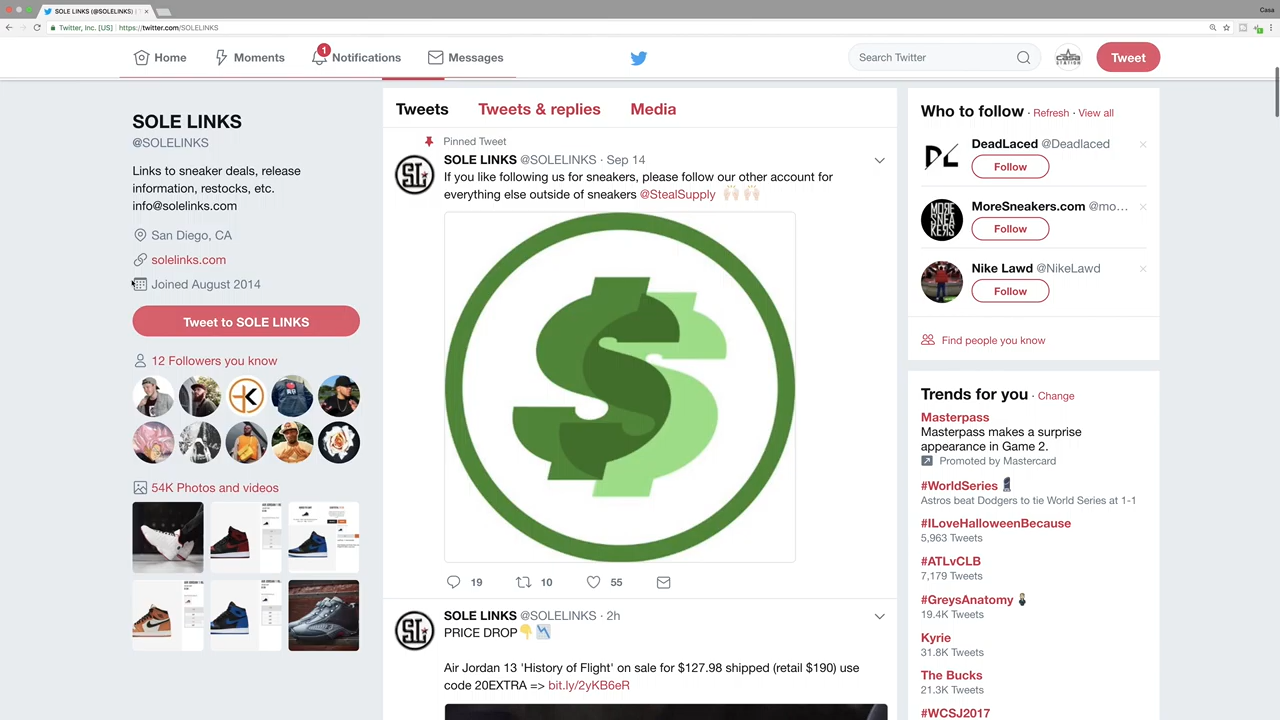 SOLE LINKS (@SOLELINKS) | T
Casa
Twitter, Inc. [US] | https://twitter.com/SOLELINKS
Home
Moments
1
Notifications
Messages
Search Twitter
Tweet
SOLE LINKS
@SOLELINKS
Links to sneaker deals, release
information, restocks, etc.
info@solelinks.com
San Diego, CA
solelinks.com
Joined August 2014
Tweet to SOLE LINKS
12 Followers you know
54K Photos and videos
Tweets
Tweets & replies
Media
Pinned Tweet
SOLE LINKS @SOLELINKS · Sep 14
If you like following us for sneakers, please follow our other account for
everything else outside of sneakers @StealSupply
19
10
55
SOLE LINKS @SOLELINKS · 2h
PRICE DROP
Air Jordan 13 'History of Flight' on sale for $127.98 shipped (retail $190) use
code 20EXTRA => bit.ly/2yKB6eR
Who to follow · Refresh · View all
DeadLaced @Deadlaced
Follow
MORE
SNEA
KERS
MoreSneakers.com @mo...
Follow
Nike Lawd @NikeLawd
Follow
Find people you know
Trends for you · Change
Masterpass
Masterpass makes a surprise
appearance in Game 2.
Promoted by Mastercard
#WorldSeries
Astros beat Dodgers to tie World Series at 1-1
#ILoveHalloweenBecause
5,963 Tweets
#ATLvCLB
7,179 Tweets
#GreysAnatomy
19.4K Tweets
Kyrie
31.8K Tweets
The Bucks
21.3K Tweets
#WCSJ2017